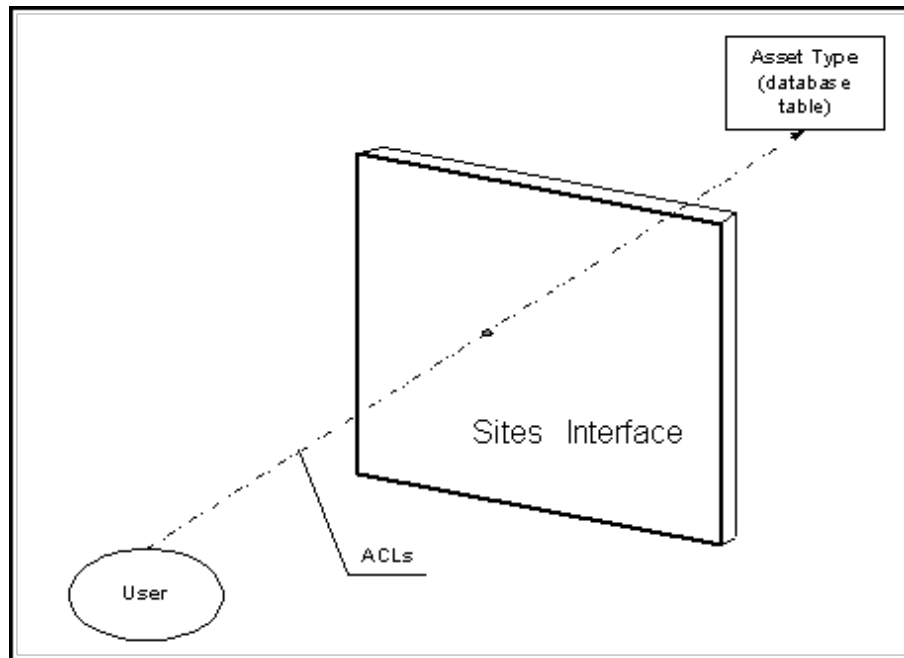 Asset Type
(database
table)
Sites Interface
ACLs
User